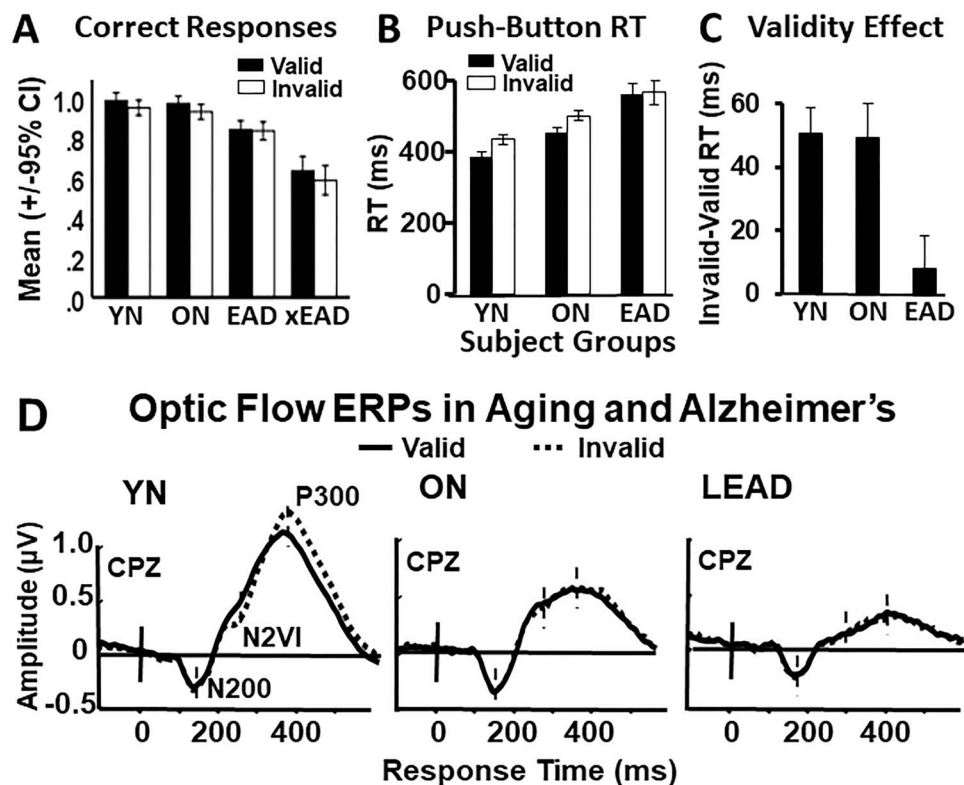 A Correct Responses
Valid
Invalid
Mean (+/-95% CI)
1.0
.8
.6
.4
.2
.0
YN ON EAD xEAD
B Push-Button RT
Valid
Invalid
RT (ms)
600
400
200
0
YN ON EAD
Subject Groups
C Validity Effect
Invalid-Valid RT (ms)
60
40
20
0
YN ON EAD
D Optic Flow ERPs in Aging and Alzheimer's
Valid Invalid
YN ON LEAD
P300
CPZ CPZ CPZ
N2VI
N200
Amplitude (µV)
1.0
0.5
0
-0.5
0 200 400 0 200 400 0 200 400
Response Time (ms)